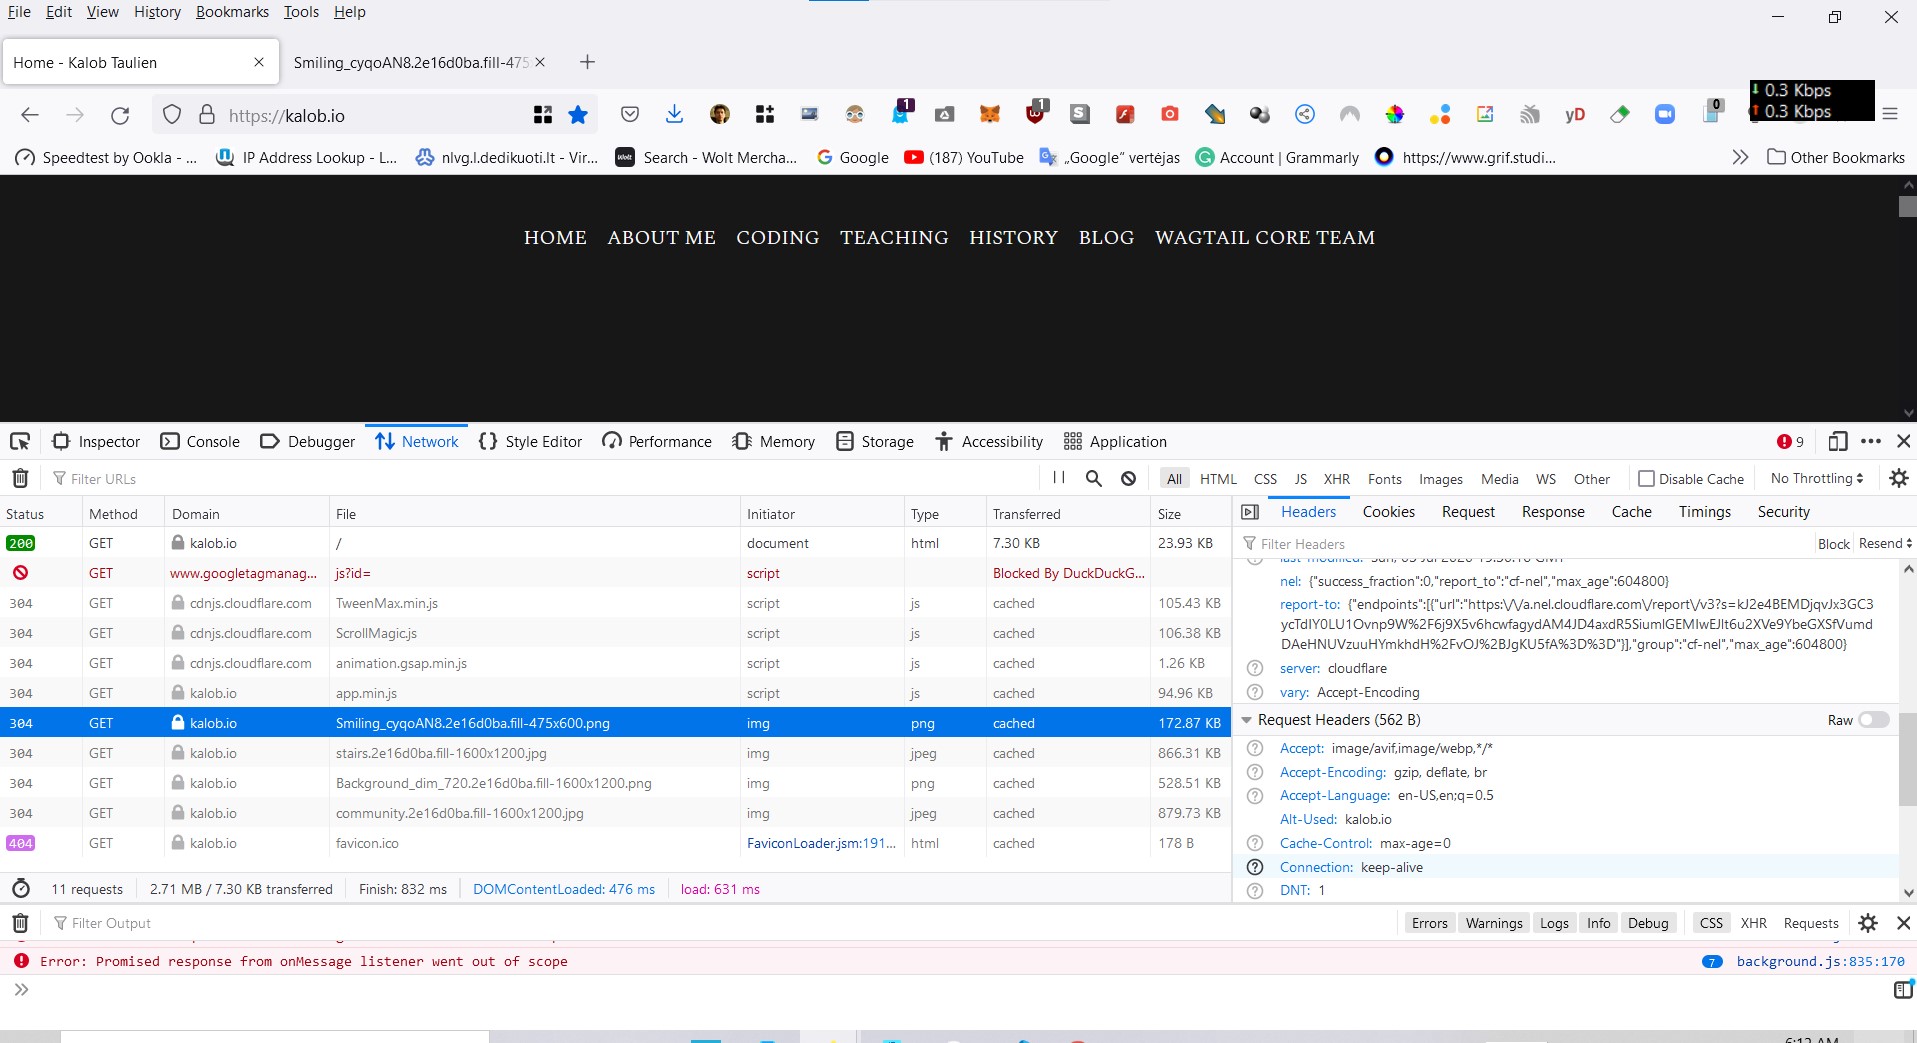 File Edit View History Bookmarks Tools Help
Home - Kalob Taulien
Smiling_cyqoAN8.2e16d0ba.fill-475
https://kalob.io
1
1
0
0.3 Kbps
0.3 Kbps
Speedtest by Ookla - ...
IP Address Lookup - L...
nlvg.l.dedikuoti.lt - Vir...
Search - Wolt Mercha...
Google
(187) YouTube
„Google“ vertėjas
Account | Grammarly
https://www.grif.studi...
Other Bookmarks
HOME ABOUT ME CODING TEACHING HISTORY BLOG WAGTAIL CORE TEAM
Inspector Console Debugger Network Style Editor Performance Memory Storage Accessibility Application 9
Filter URLs
All HTML CSS JS XHR Fonts Images Media WS Other Disable Cache No Throttling
Status Method Domain File Initiator Type Transferred Size
200 GET kalob.io / document html 7.30 KB 23.93 KB
GET www.googletagmanag... js?id= script Blocked By DuckDuckG...
304 GET cdnjs.cloudflare.com TweenMax.min.js script js cached 105.43 KB
304 GET cdnjs.cloudflare.com ScrollMagic.js script js cached 106.38 KB
304 GET cdnjs.cloudflare.com animation.gsap.min.js script js cached 1.26 KB
304 GET kalob.io app.min.js script js cached 94.96 KB
304 GET kalob.io Smiling_cyqoAN8.2e16d0ba.fill-475x600.png img png cached 172.87 KB
304 GET kalob.io stairs.2e16d0ba.fill-1600x1200.jpg img jpeg cached 866.31 KB
304 GET kalob.io Background_dim_720.2e16d0ba.fill-1600x1200.png img png cached 528.51 KB
304 GET kalob.io community.2e16d0ba.fill-1600x1200.jpg img jpeg cached 879.73 KB
404 GET kalob.io favicon.ico FaviconLoader.jsm:191... html cached 178 B
11 requests 2.71 MB / 7.30 KB transferred Finish: 832 ms DOMContentLoaded: 476 ms load: 631 ms
Headers Cookies Request Response Cache Timings Security
Filter Headers Block Resend
nel: {"success_fraction":0,"report_to":"cf-nel","max_age":604800}
report-to: {"endpoints":[{"url":"https:\/\/a.nel.cloudflare.com\/report\/v3?s=kJ2e4BEMDjqvJx3GC3
server: cloudflare
vary: Accept-Encoding
Request Headers (562 B) Raw
Accept: image/avif,image/webp,*/*
Accept-Encoding: gzip, deflate, br
Accept-Language: en-US,en;q=0.5
Alt-Used: kalob.io
Cache-Control: max-age=0
Connection: keep-alive
DNT: 1
Filter Output Errors Warnings Logs Info Debug CSS XHR Requests
Error: Promised response from onMessage listener went out of scope 7 background.js:835:170